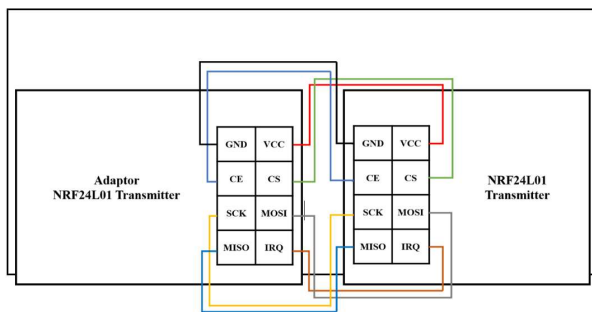 Adaptor
NRF24L01 Transmitter
GND VCC
CE CS
SCK MOSI
MISO IRQ
GND VCC
CE CS
SCK MOSI
MISO IRQ
NRF24L01
Transmitter